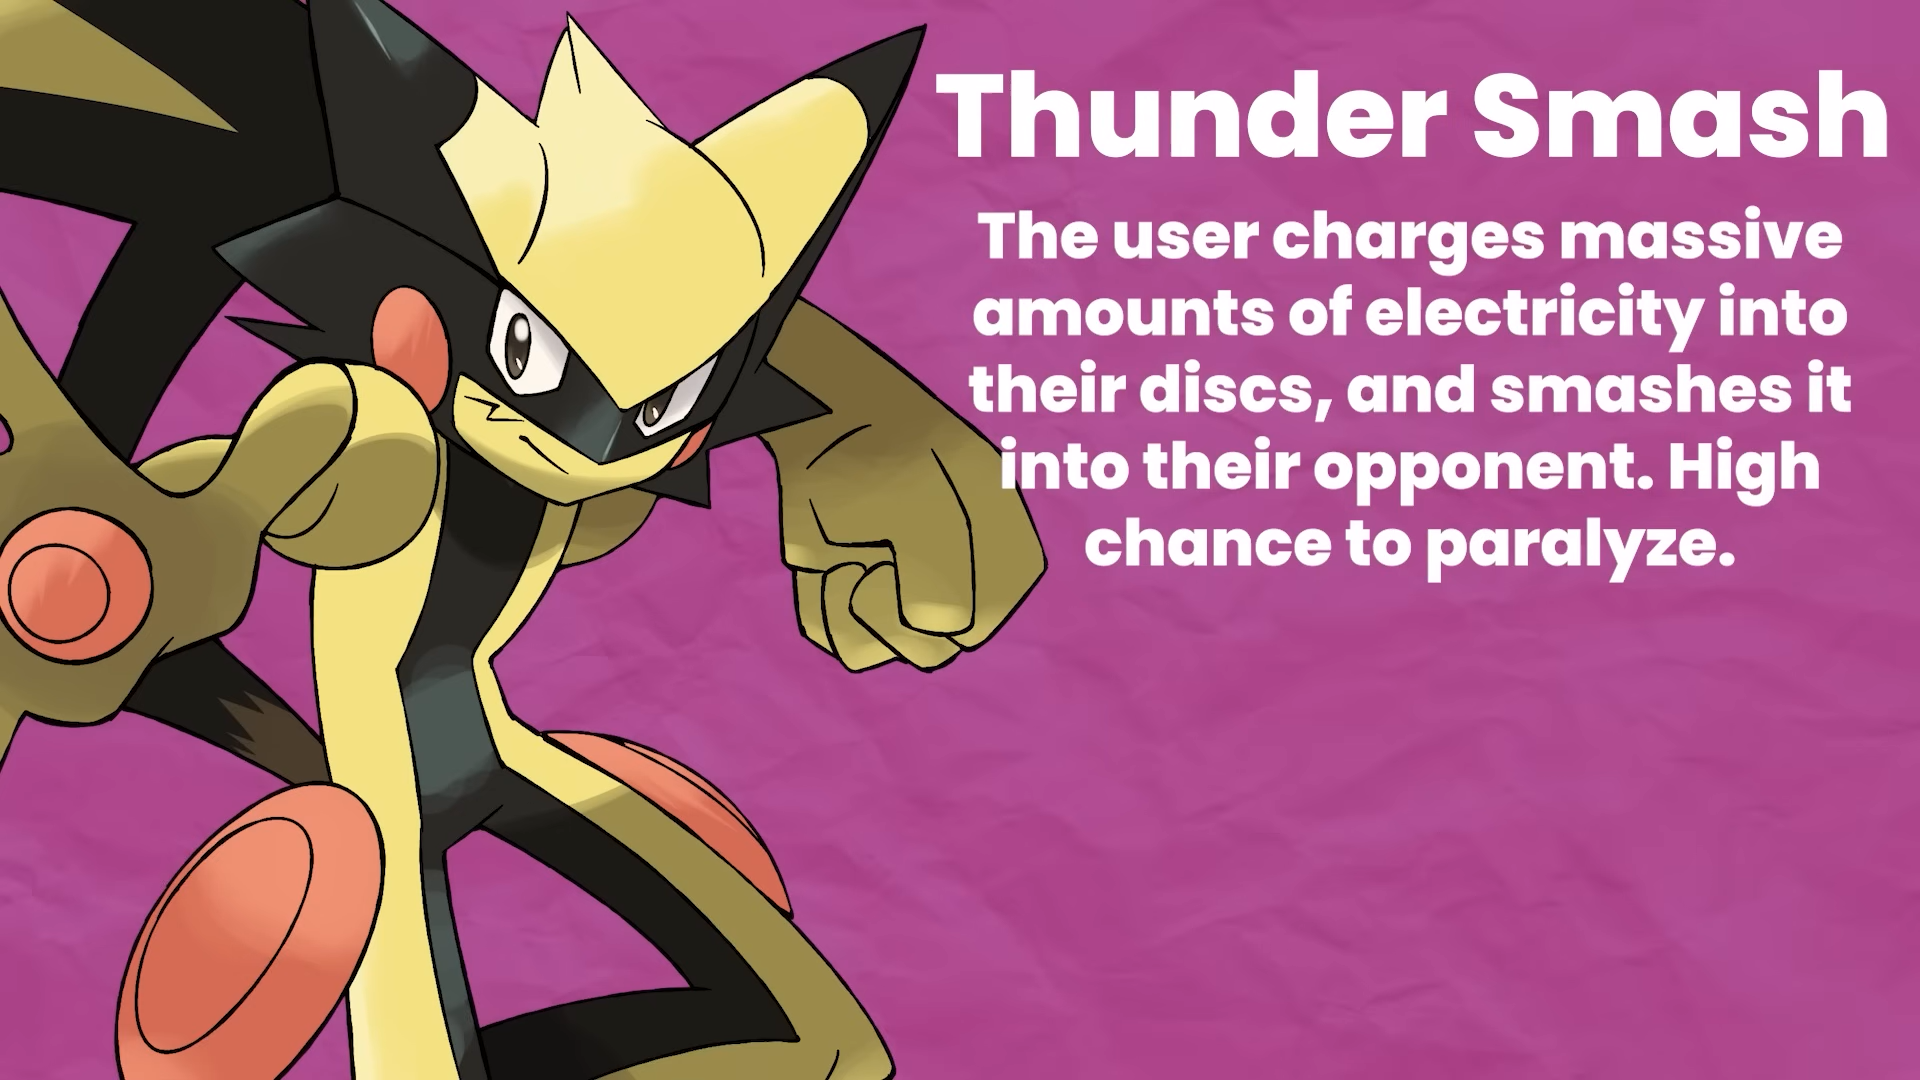 Thunder Smash
The user charges massive
amounts of electricity into
their discs, and smashes it
into their opponent. High
chance to paralyze.